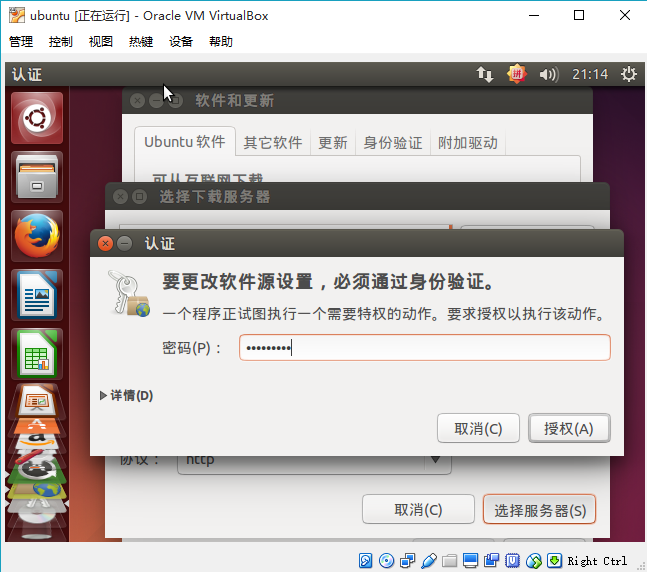 ubuntu [正在运行] - Oracle VM VirtualBox
管理 控制 视图 热键 设备 帮助
认证 拼 21:14
软件和更新
Ubuntu 软件 其它软件 更新 身份验证 附加驱动
可从互联网下载
选择下载服务器
认证
要更改软件源设置，必须通过身份验证。
一个程序正试图执行一个需要特权的动作。要求授权以执行该动作。
密码(P)： •••••••••
详情(D)
取消(C) 授权(A)
协议： http
取消(C) 选择服务器(S)
Right Ctrl